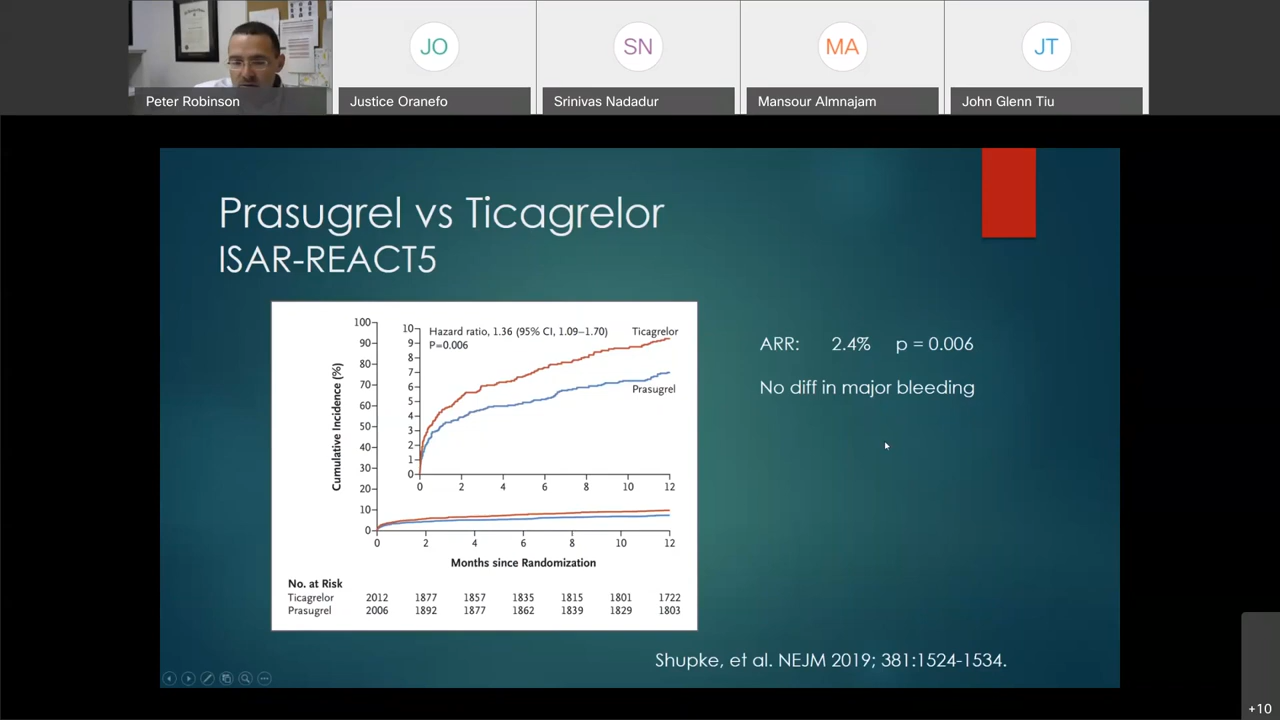 JO
SN
MA
JT
Peter Robinson
Justice Oranefo
Srinivas Nadadur
Mansour Almnajam
John Glenn Tiu
Prasugrel vs Ticagrelor
ISAR-REACT5
Cumulative Incidence (%)
100
90
80
70
60
50
40
30
20
10
0
10
9
8
7
6
5
4
3
2
1
0
Hazard ratio, 1.36 (95% CI, 1.09–1.70)
P=0.006
Ticagrelor
Prasugrel
0 2 4 6 8 10 12
0 2 4 6 8 10 12
Months since Randomization
No. at Risk
Ticagrelor 2012 1877 1857 1835 1815 1801 1722
Prasugrel 2006 1892 1877 1862 1839 1829 1803
ARR: 2.4% p = 0.006
No diff in major bleeding
Shupke, et al. NEJM 2019; 381:1524-1534.
+10